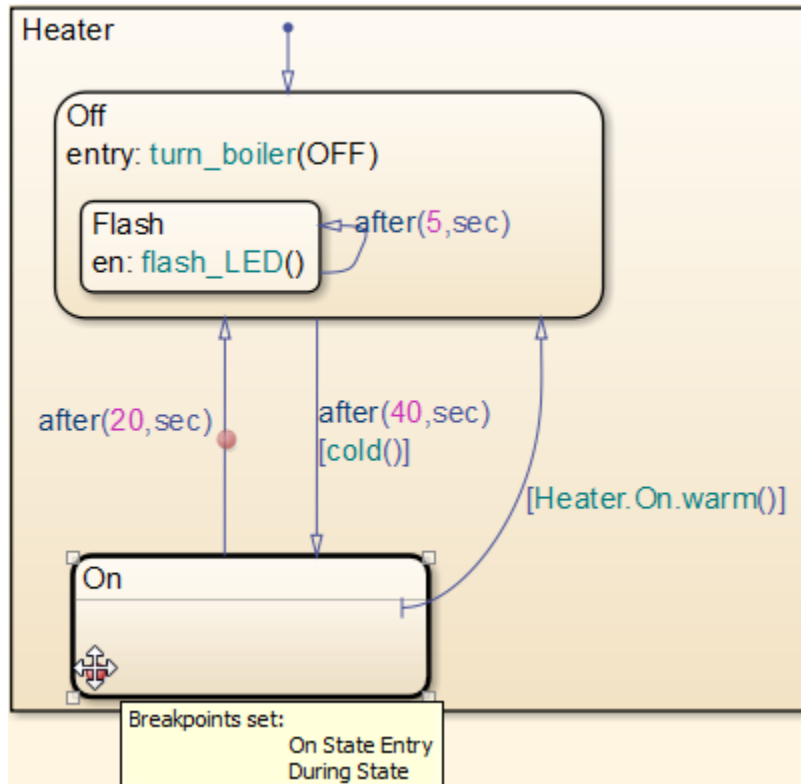 Heater
Off
entry: turn_boiler(OFF)
Flash
en: flash_LED()
after(5,sec)
after(20,sec)
after(40,sec)
[cold()]
[Heater.On.warm()]
On
Breakpoints set:
On State Entry
During State